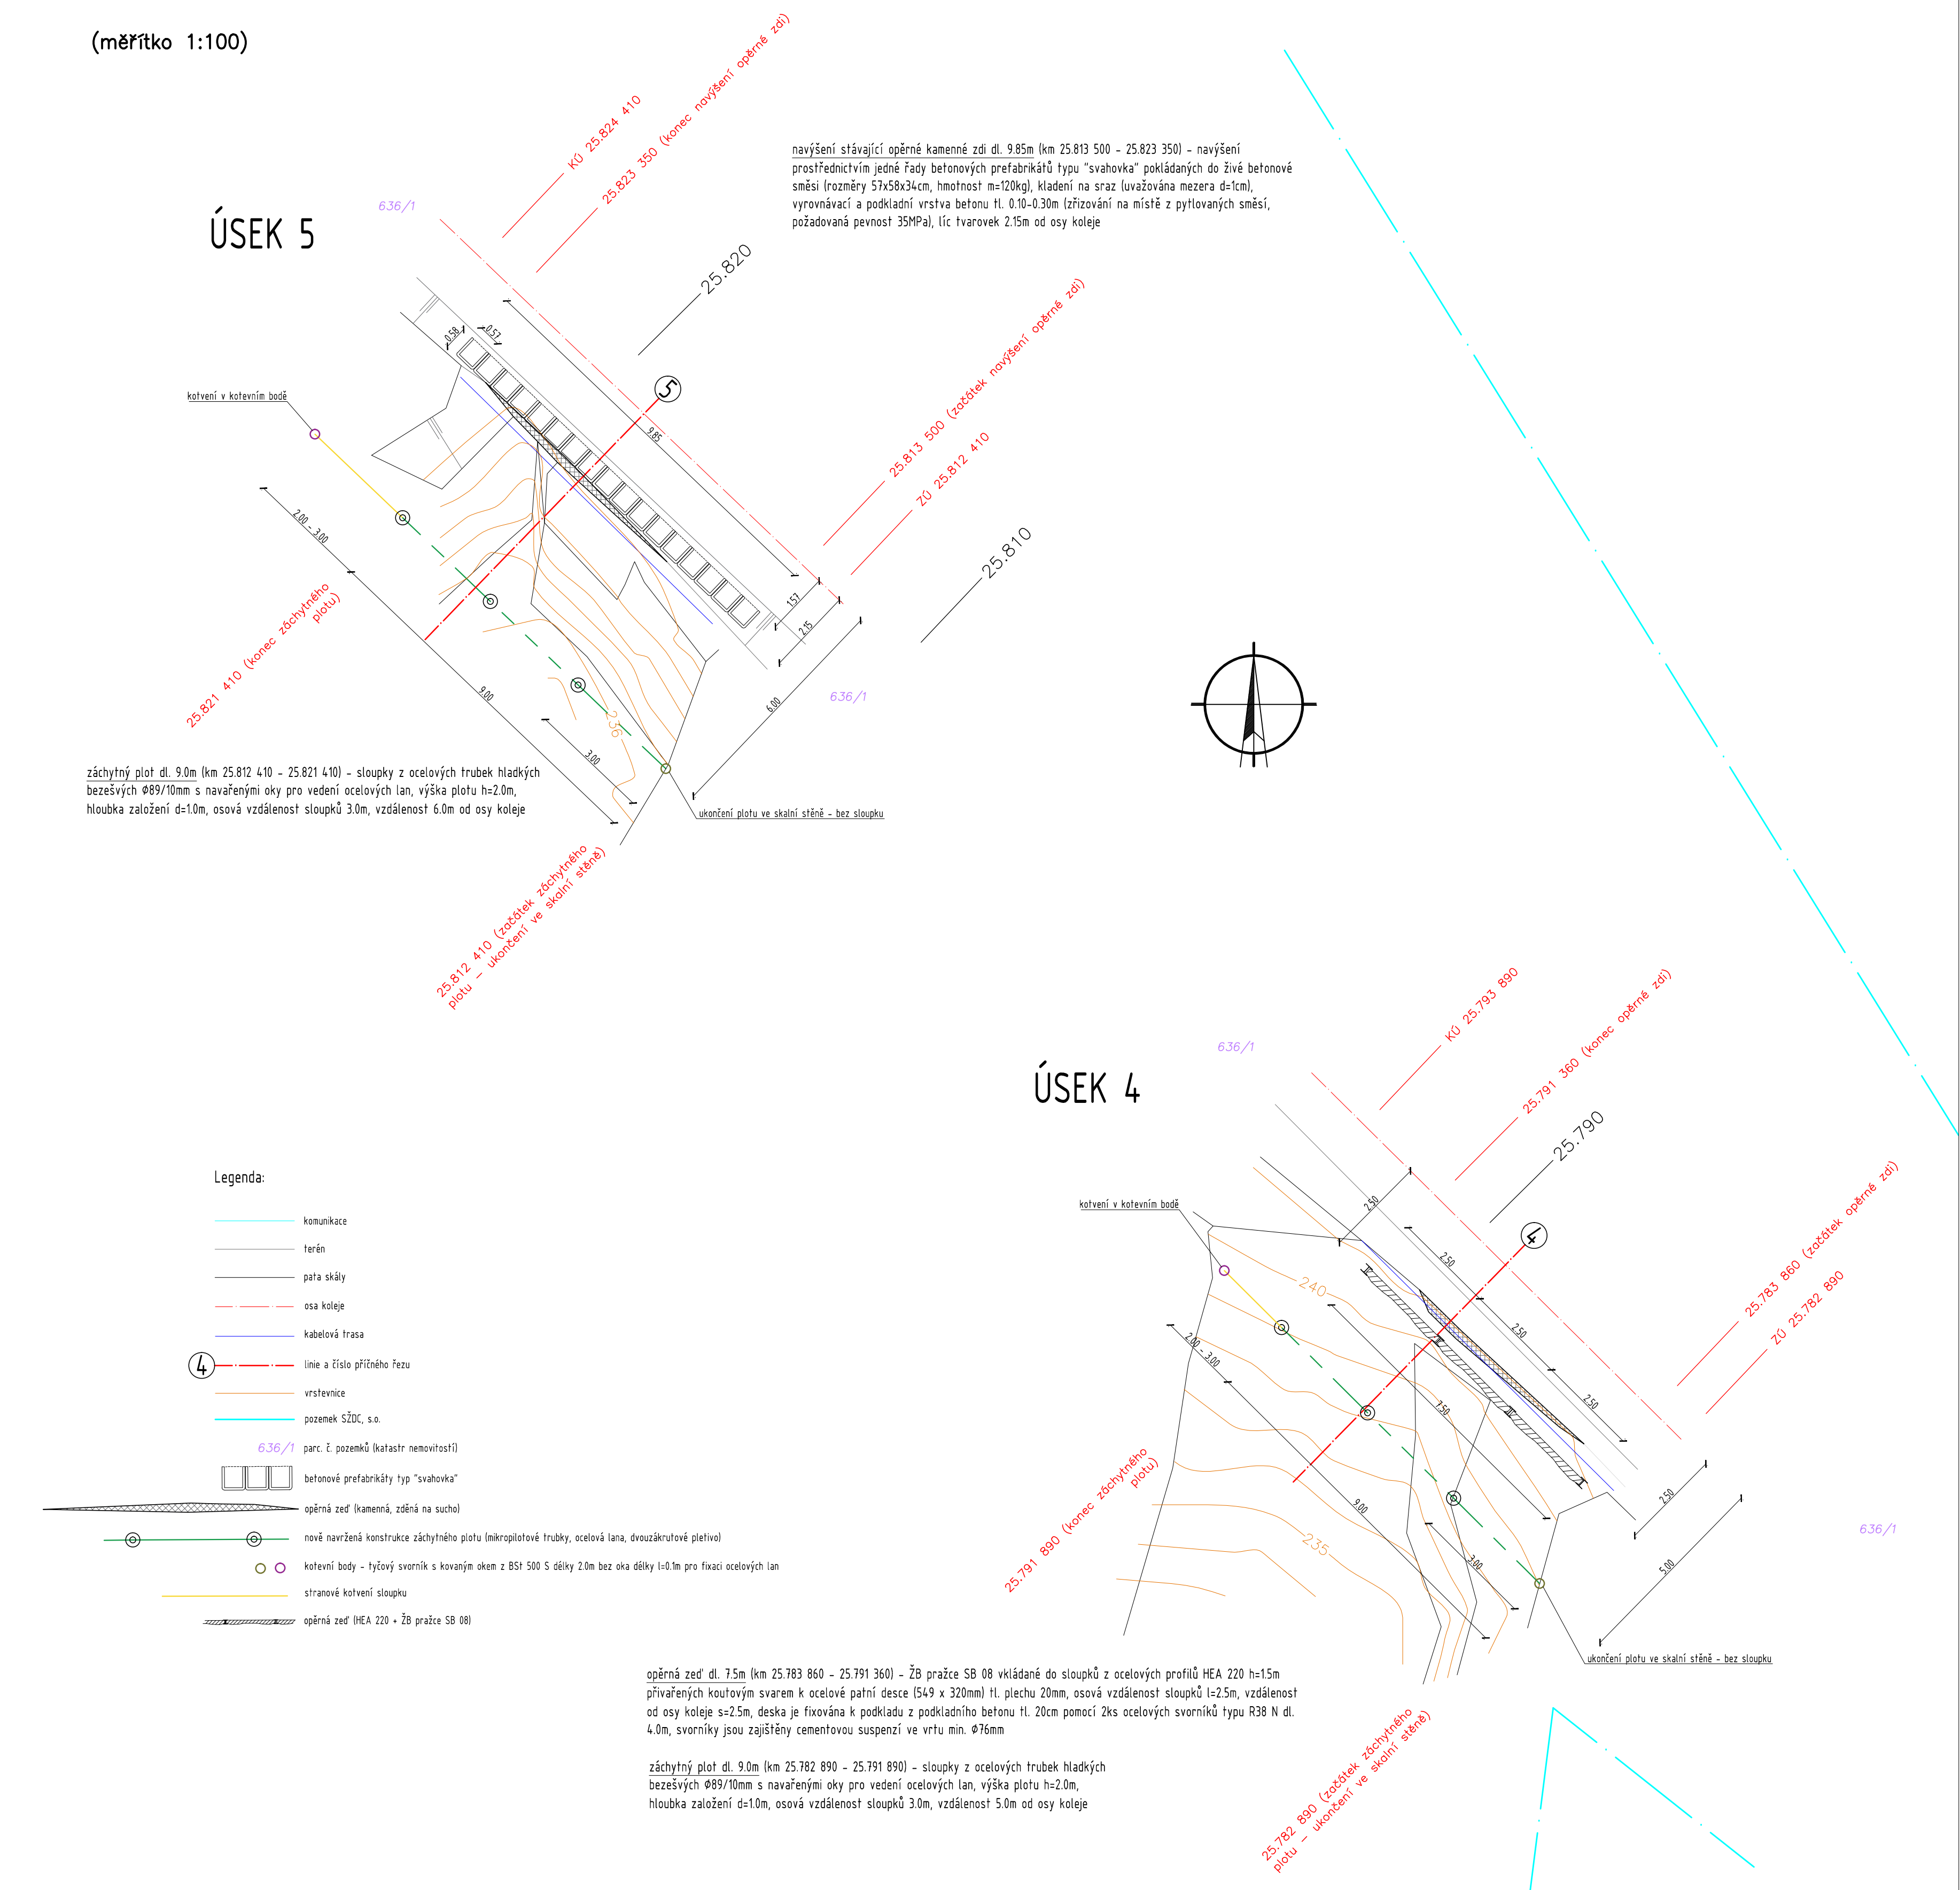 (měřítko 1:100)
KÚ 25.824 410
25.823 350 (konec navýšení opěrné zdi)
navýšení stávající opěrné kamenné zdi dl. 9.85m (km 25.813 500 - 25.823 350) - navýšení
prostřednictvím jedné řady betonových prefabrikátů typu "svahovka" pokládaných do živé betonové
směsi (rozměry 57x58x34cm, hmotnost m=120kg), kladení na sraz (uvažována mezera d=1cm),
vyrovnávací a podkladní vrstva betonu tl. 0.10-0.30m (zřizování na místě z pytlovaných směsí,
požadovaná pevnost 35MPa), líc tvarovek 2.15m od osy koleje
636/1
ÚSEK 5
25.820
0.58
0.57
5
9.85
kotvení v kotevním bodě
25.813 500 (začátek navýšení opěrné zdi)
ZÚ 25.812 410
25.810
2.00 - 3.00
1.57
2.15
6.00
636/1
25.821 410 (konec záchytného
plotu)
9.00
236
3.00
záchytný plot dl. 9.0m (km 25.812 410 - 25.821 410) - sloupky z ocelových trubek hladkých
bezešvých Ø89/10mm s navařenými oky pro vedení ocelových lan, výška plotu h=2.0m,
hloubka založení d=1.0m, osová vzdálenost sloupků 3.0m, vzdálenost 6.0m od osy koleje
ukončení plotu ve skalní stěně - bez sloupku
25.812 410 (začátek záchytného
plotu - ukončení ve skalní stěně)
KÚ 25.793 890
25.791 360 (konec opěrné zdi)
636/1
ÚSEK 4
25.790
2.50
kotvení v kotevním bodě
4
2.50
240
25.783 860 (začátek opěrné zdi)
ZÚ 25.782 890
2.00 - 3.00
2.50
7.50
2.50
25.791 890 (konec záchytného
plotu)
9.00
2.50
235
3.00
5.00
636/1
ukončení plotu ve skalní stěně - bez sloupku
25.782 890 (začátek záchytného
plotu - ukončení ve skalní stěně)
Legenda:
komunikace
terén
pata skály
osa koleje
kabelová trasa
4 linie a číslo příčného řezu
vrstevnice
pozemek SŽDC, s.o.
636/1 parc. č. pozemků (katastr nemovitostí)
betonové prefabrikáty typ "svahovka"
opěrná zeď (kamenná, zděná na sucho)
nově navržená konstrukce záchytného plotu (mikropilotové trubky, ocelová lana, dvouzákrutové pletivo)
kotevní body - tyčový svorník s kovaným okem z BSt 500 S délky 2.0m bez oka délky l=0.1m pro fixaci ocelových lan
stranové kotvení sloupku
opěrná zeď (HEA 220 + ŽB pražce SB 08)
opěrná zeď dl. 7.5m (km 25.783 860 - 25.791 360) - ŽB pražce SB 08 vkládané do sloupků z ocelových profilů HEA 220 h=1.5m
přivařených koutovým svarem k ocelové patní desce (549 x 320mm) tl. plechu 20mm, osová vzdálenost sloupků l=2.5m, vzdálenost
od osy koleje s=2.5m, deska je fixována k podkladu z podkladního betonu tl. 20cm pomocí 2ks ocelových svorníků typu R38 N dl.
4.0m, svorníky jsou zajištěny cementovou suspenzí ve vrtu min. Ø76mm
záchytný plot dl. 9.0m (km 25.782 890 - 25.791 890) - sloupky z ocelových trubek hladkých
bezešvých Ø89/10mm s navařenými oky pro vedení ocelových lan, výška plotu h=2.0m,
hloubka založení d=1.0m, osová vzdálenost sloupků 3.0m, vzdálenost 5.0m od osy koleje